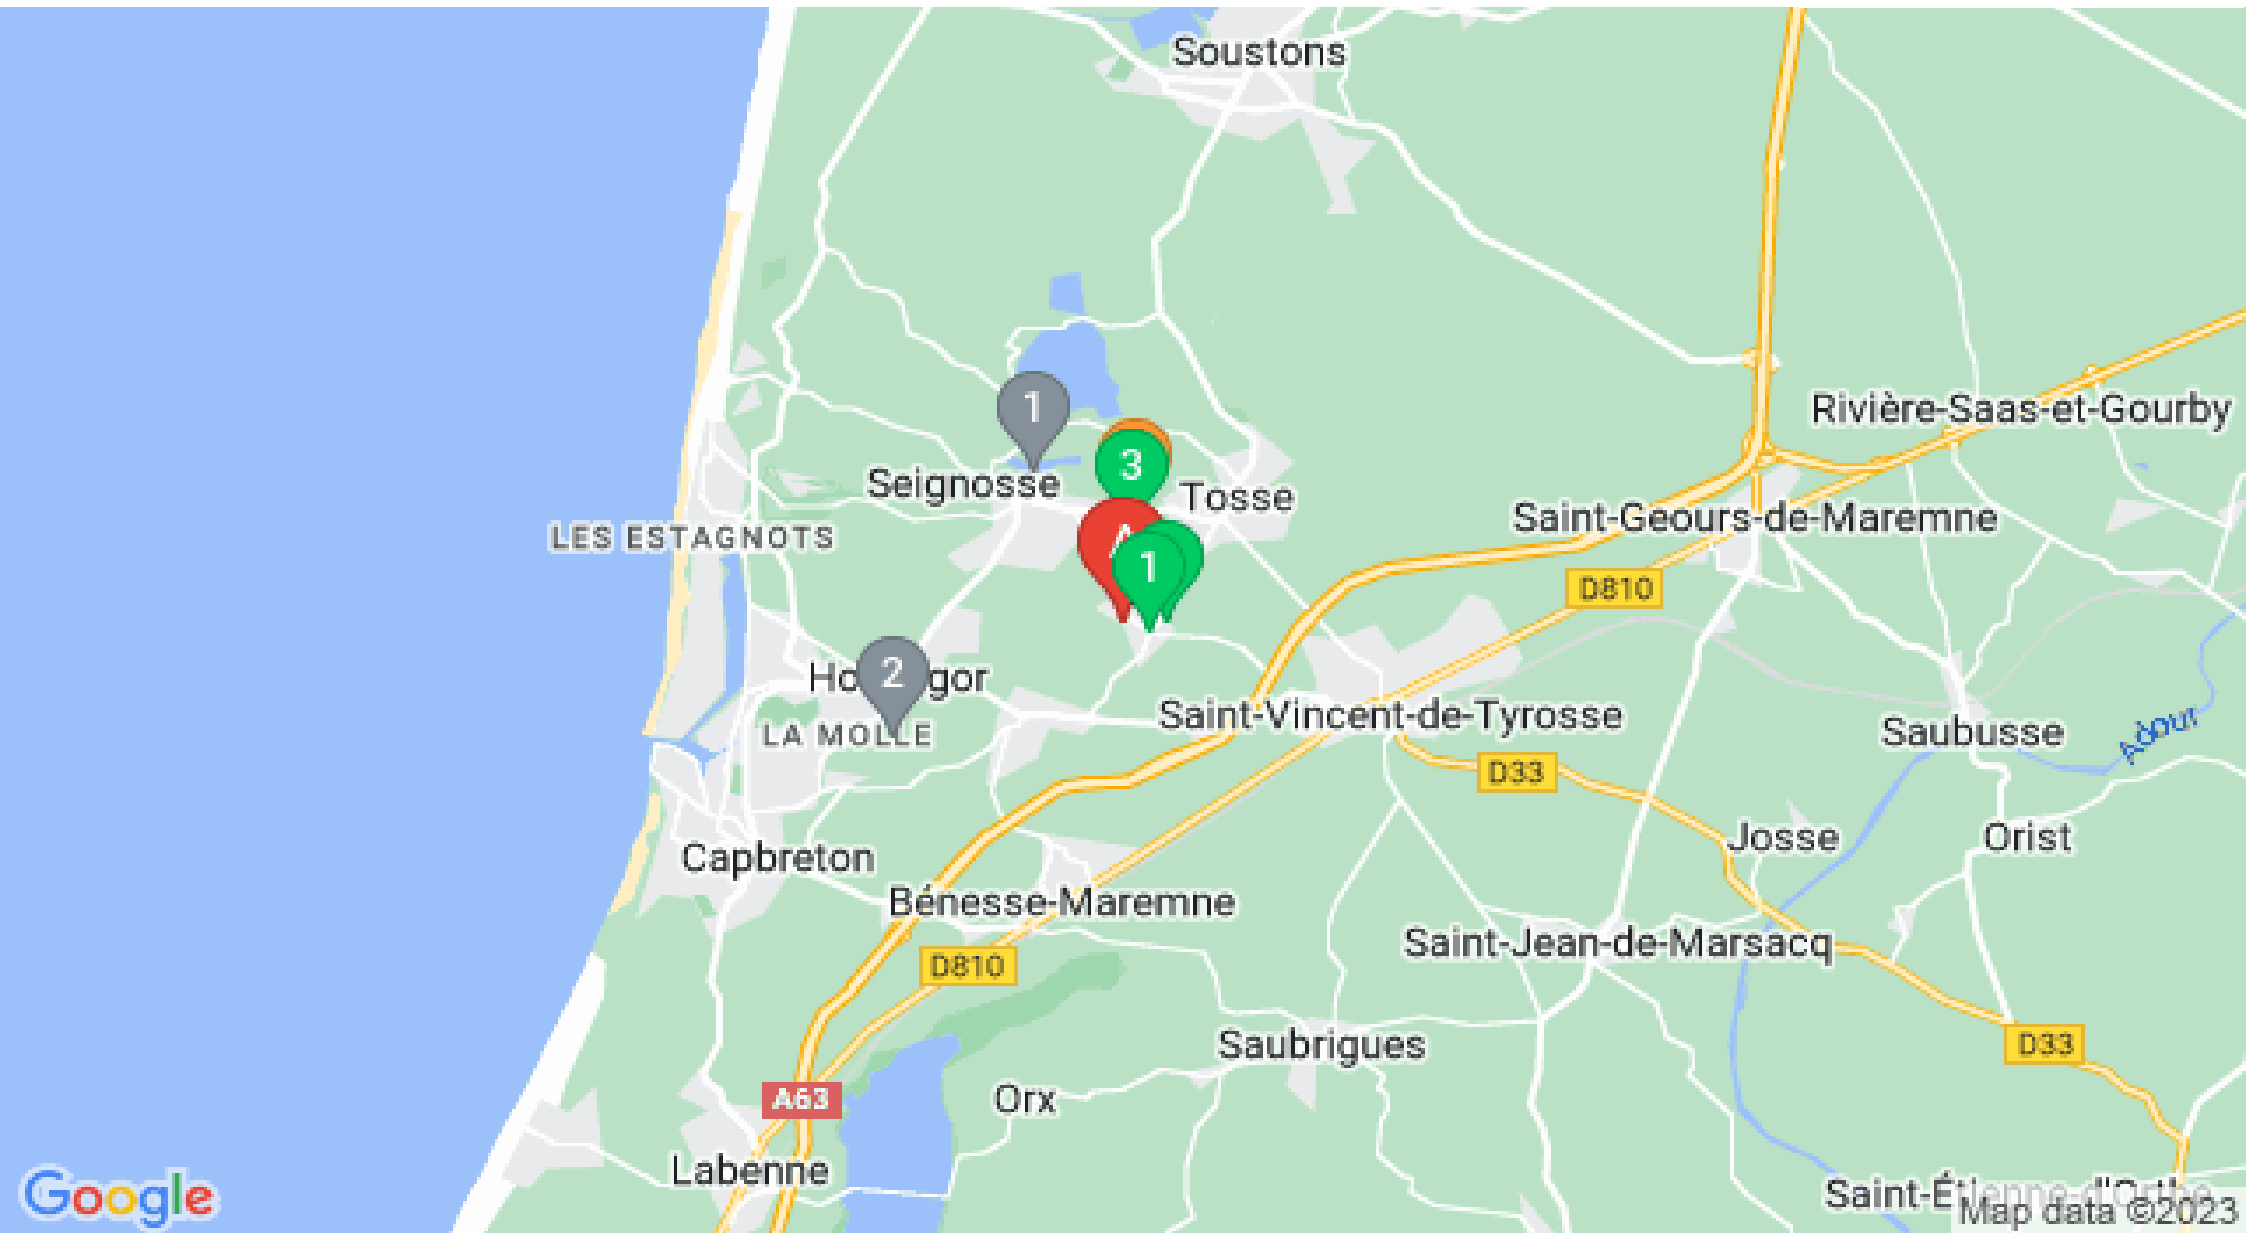 Soustons
1
Rivière-Saas-et-Gourby
3
Seignosse
Tosse
Saint-Geours-de-Maremne
LES ESTAGNOTS
1
D810
2
Saint-Vincent-de-Tyrosse
LA MOLLE
Saubusse
Adour
D33
Josse
Orist
Capbreton
Bénesse-Maremne
Saint-Jean-de-Marsacq
D810
Saubrigues
D33
Orx
A63
Labenne
Google
Map data ©2023